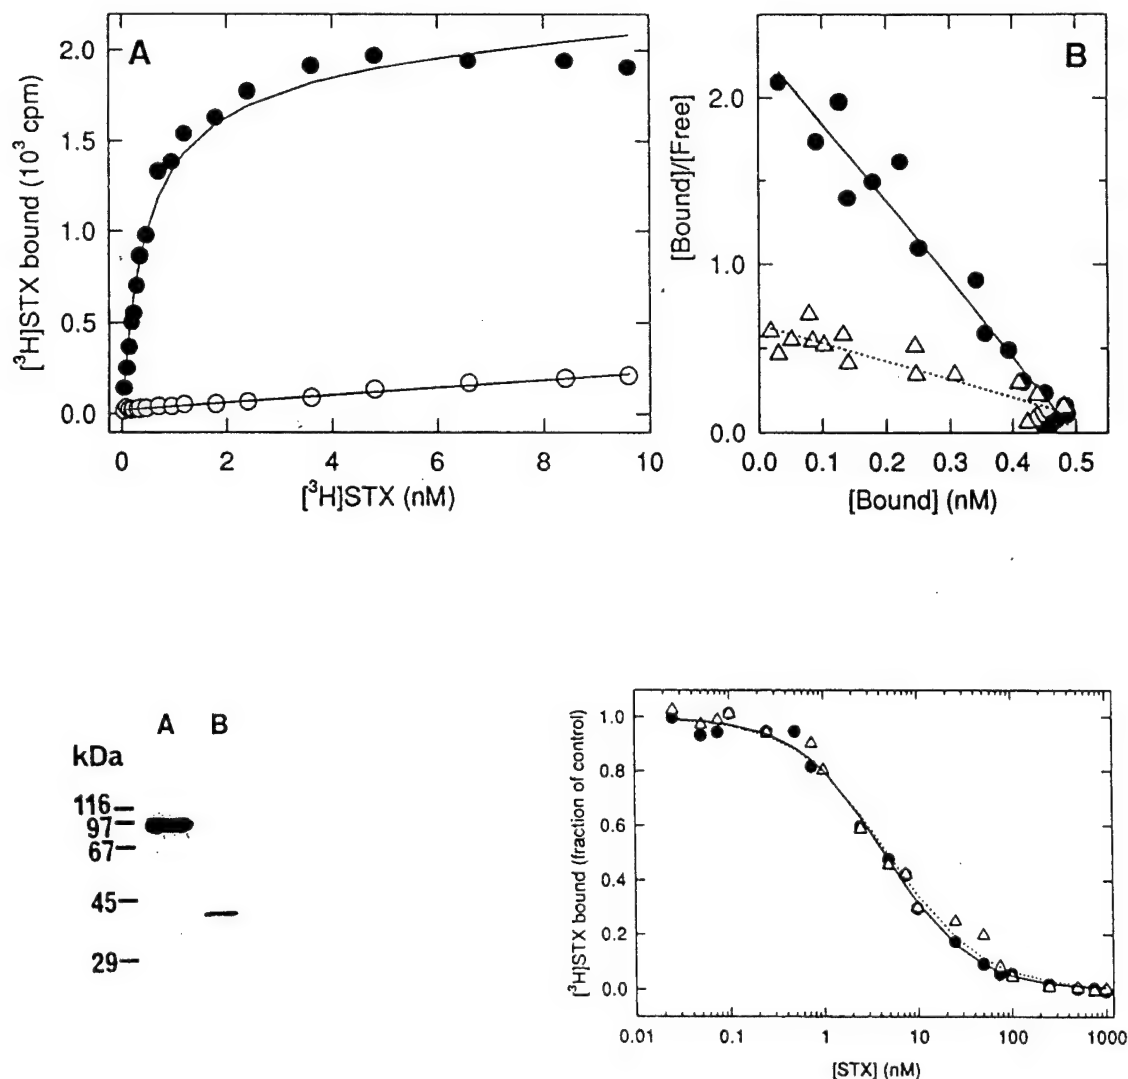 A
[³H]STX bound (10³ cpm)
2.0
1.5
1.0
0.5
0.0
0 2 4 6 8 10
[³H]STX (nM)
B
[Bound]/[Free]
2.0
1.0
0.0
0.0 0.1 0.2 0.3 0.4 0.5
[Bound] (nM)
A B
kDa
116
97
67
45
29
[³H]STX bound (fraction of control)
1.0
0.8
0.6
0.4
0.2
0.0
0.01 0.1 1 10 100 1000
[STX] (nM)